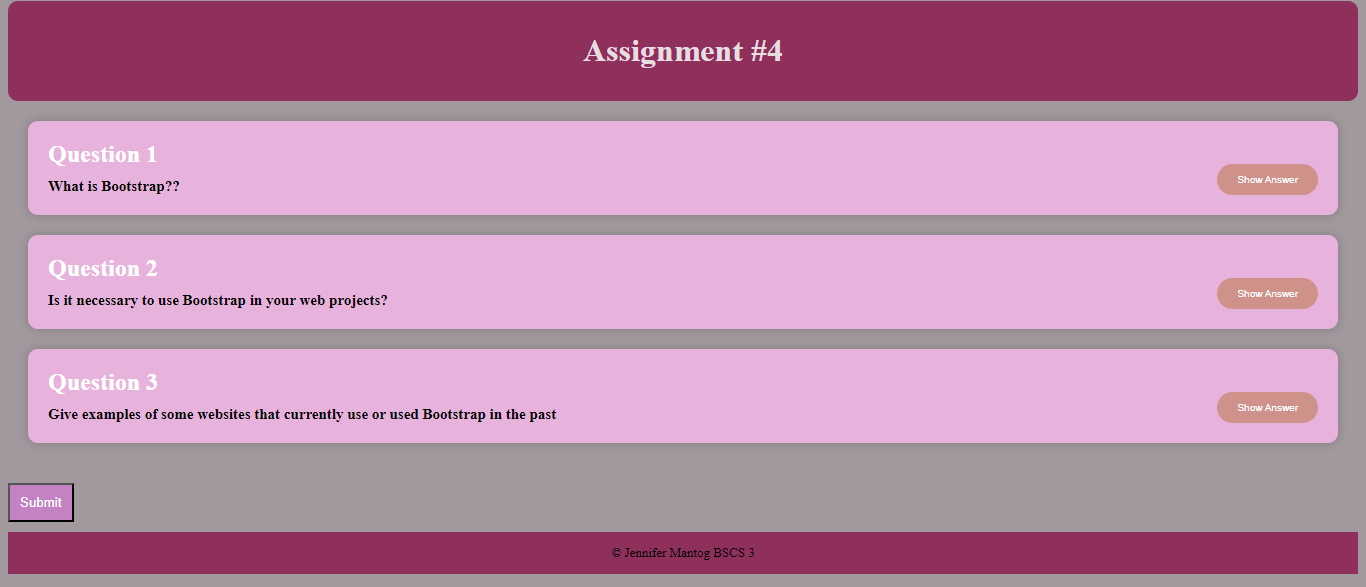 Assignment #4
Question 1
What is Bootstrap??
Show Answer
Question 2
Is it necessary to use Bootstrap in your web projects?
Show Answer
Question 3
Give examples of some websites that currently use or used Bootstrap in the past
Show Answer
Submit
© Jennifer Mantog BSCS 3